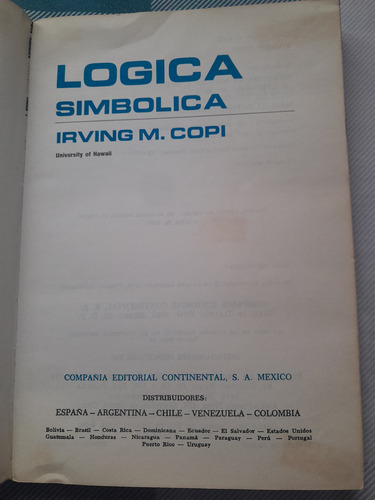 LOGICA
SIMBOLICA
IRVING M. COPI
University of Hawaii
COMPAÑIA EDITORIAL CONTINENTAL, S. A. MEXICO
DISTRIBUIDORES:
ESPAÑA — ARGENTINA — CHILE — VENEZUELA — COLOMBIA
Bolivia — Brasil — Costa Rica — Dominicana — Ecuador — El Salvador — Estados Unidos
Guatemala — Honduras — Nicaragua — Panamá — Paraguay — Perú — Portugal
Puerto Rico — Uruguay